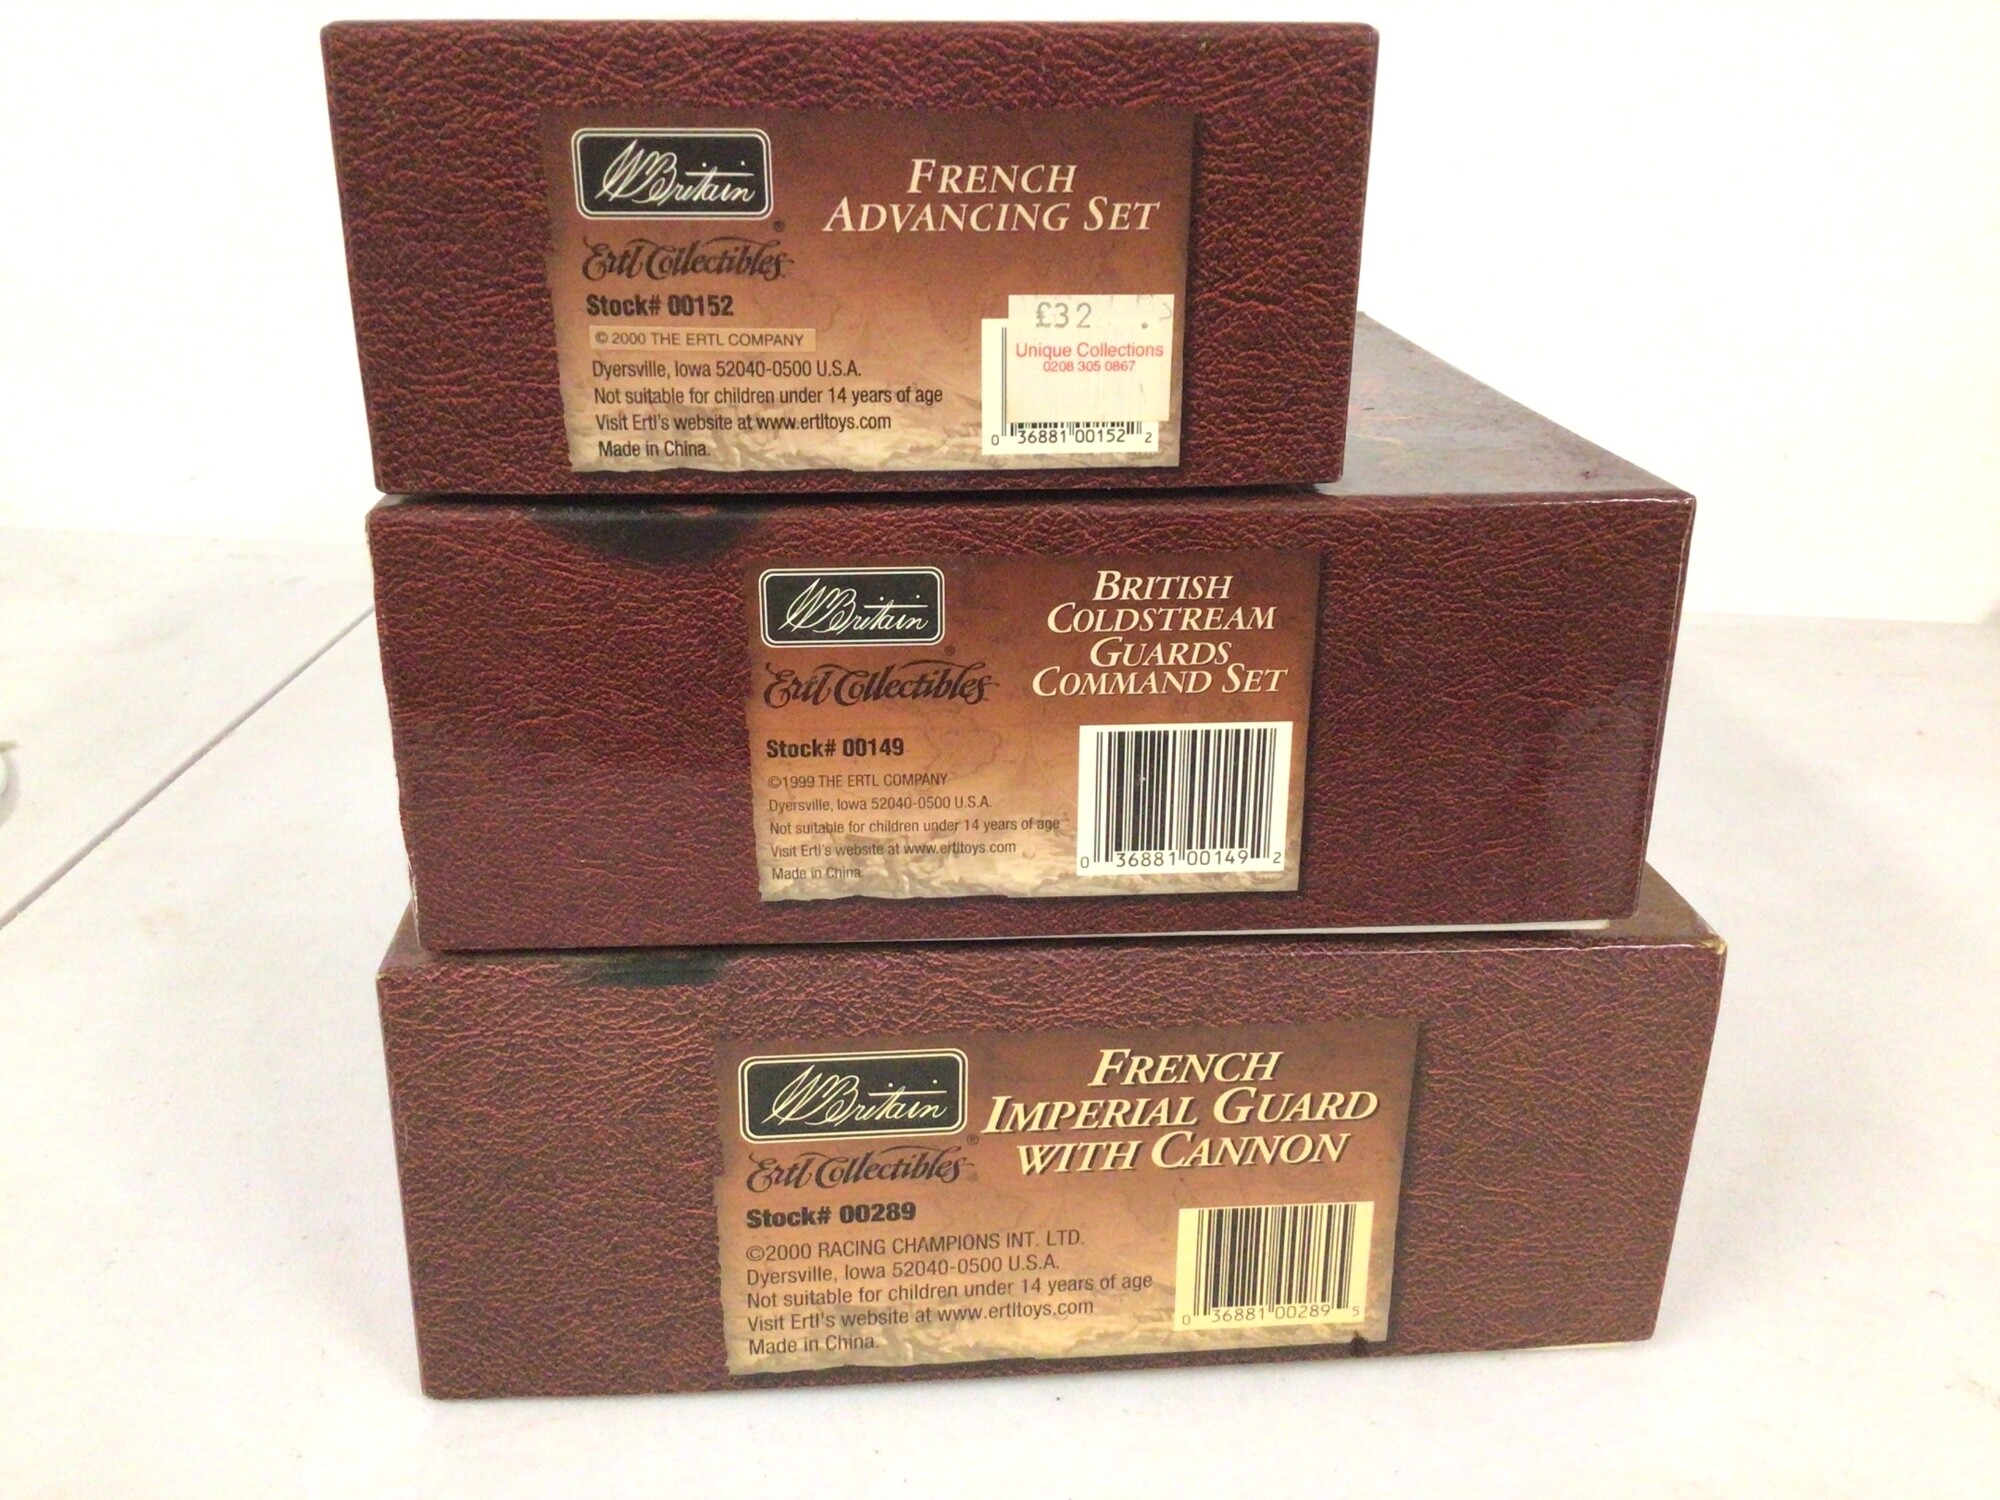 W Britain
FRENCH
ADVANCING SET
Ertl Collectibles
Stock# 00152
© 2000 THE ERTL COMPANY
Dyersville, Iowa 52040-0500 U.S.A.
Not suitable for children under 14 years of age
Visit Ertl's website at www.ertltoys.com
Made in China.
£32 .
Unique Collections
0208 305 0867
0 36881 00152 2
W Britain
BRITISH
COLDSTREAM
GUARDS
COMMAND SET
Ertl Collectibles
Stock# 00149
©1999 THE ERTL COMPANY
Dyersville, Iowa 52040-0500 U.S.A.
Not suitable for children under 14 years of age
Visit Ertl's website at www.ertltoys.com
Made in China.
0 36881 00149 2
W Britain
FRENCH
IMPERIAL GUARD
WITH CANNON
Ertl Collectibles
Stock# 00289
©2000 RACING CHAMPIONS INT. LTD.
Dyersville, Iowa 52040-0500 U.S.A.
Not suitable for children under 14 years of age
Visit Ertl's website at www.ertltoys.com
Made in China.
0 36881 00289 5